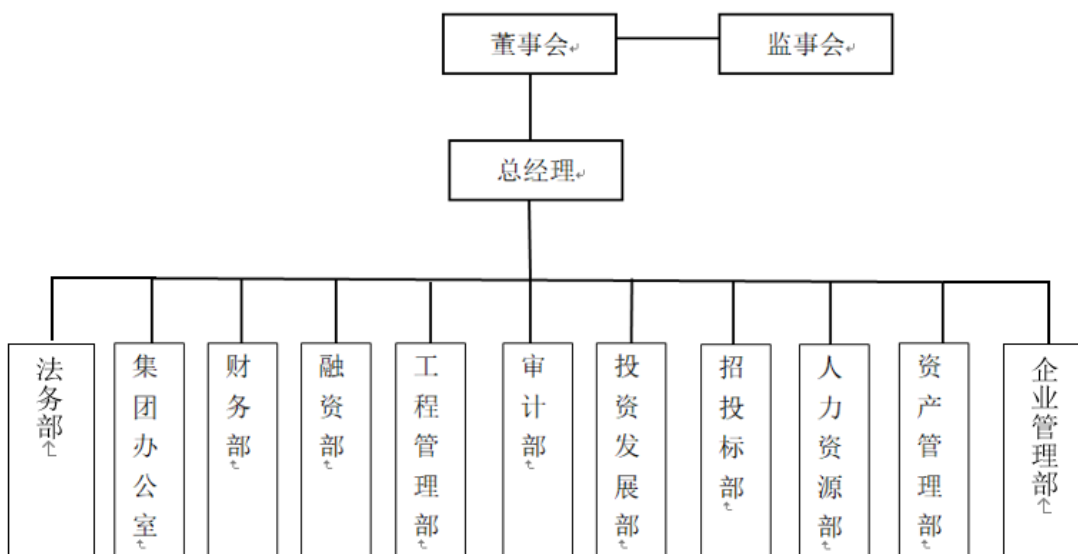 董事会
监事会
总经理
法务部
集团办公室
财务部
融资部
工程管理部
审计部
投资发展部
招投标部
人力资源部
资产管理部
企业管理部